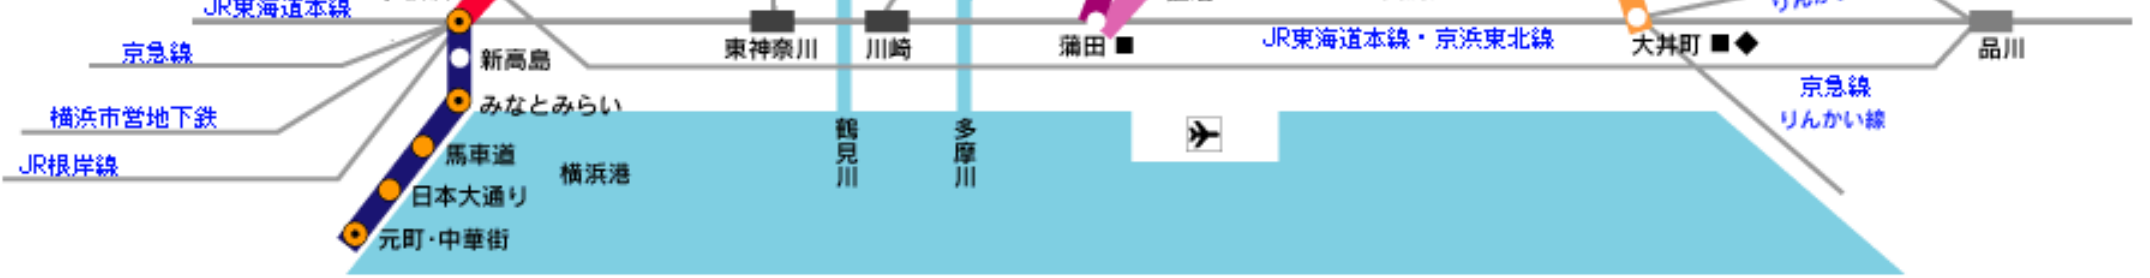 JR東海道本線
京急線
新高島
東神奈川
川崎
蒲田■
JR東海道本線・京浜東北線
大井町■◆
品川
京急線
りんかい線
横浜市営地下鉄
みなとみらい
JR根岸線
馬車道
横浜港
鶴見川
多摩川
日本大通り
元町・中華街